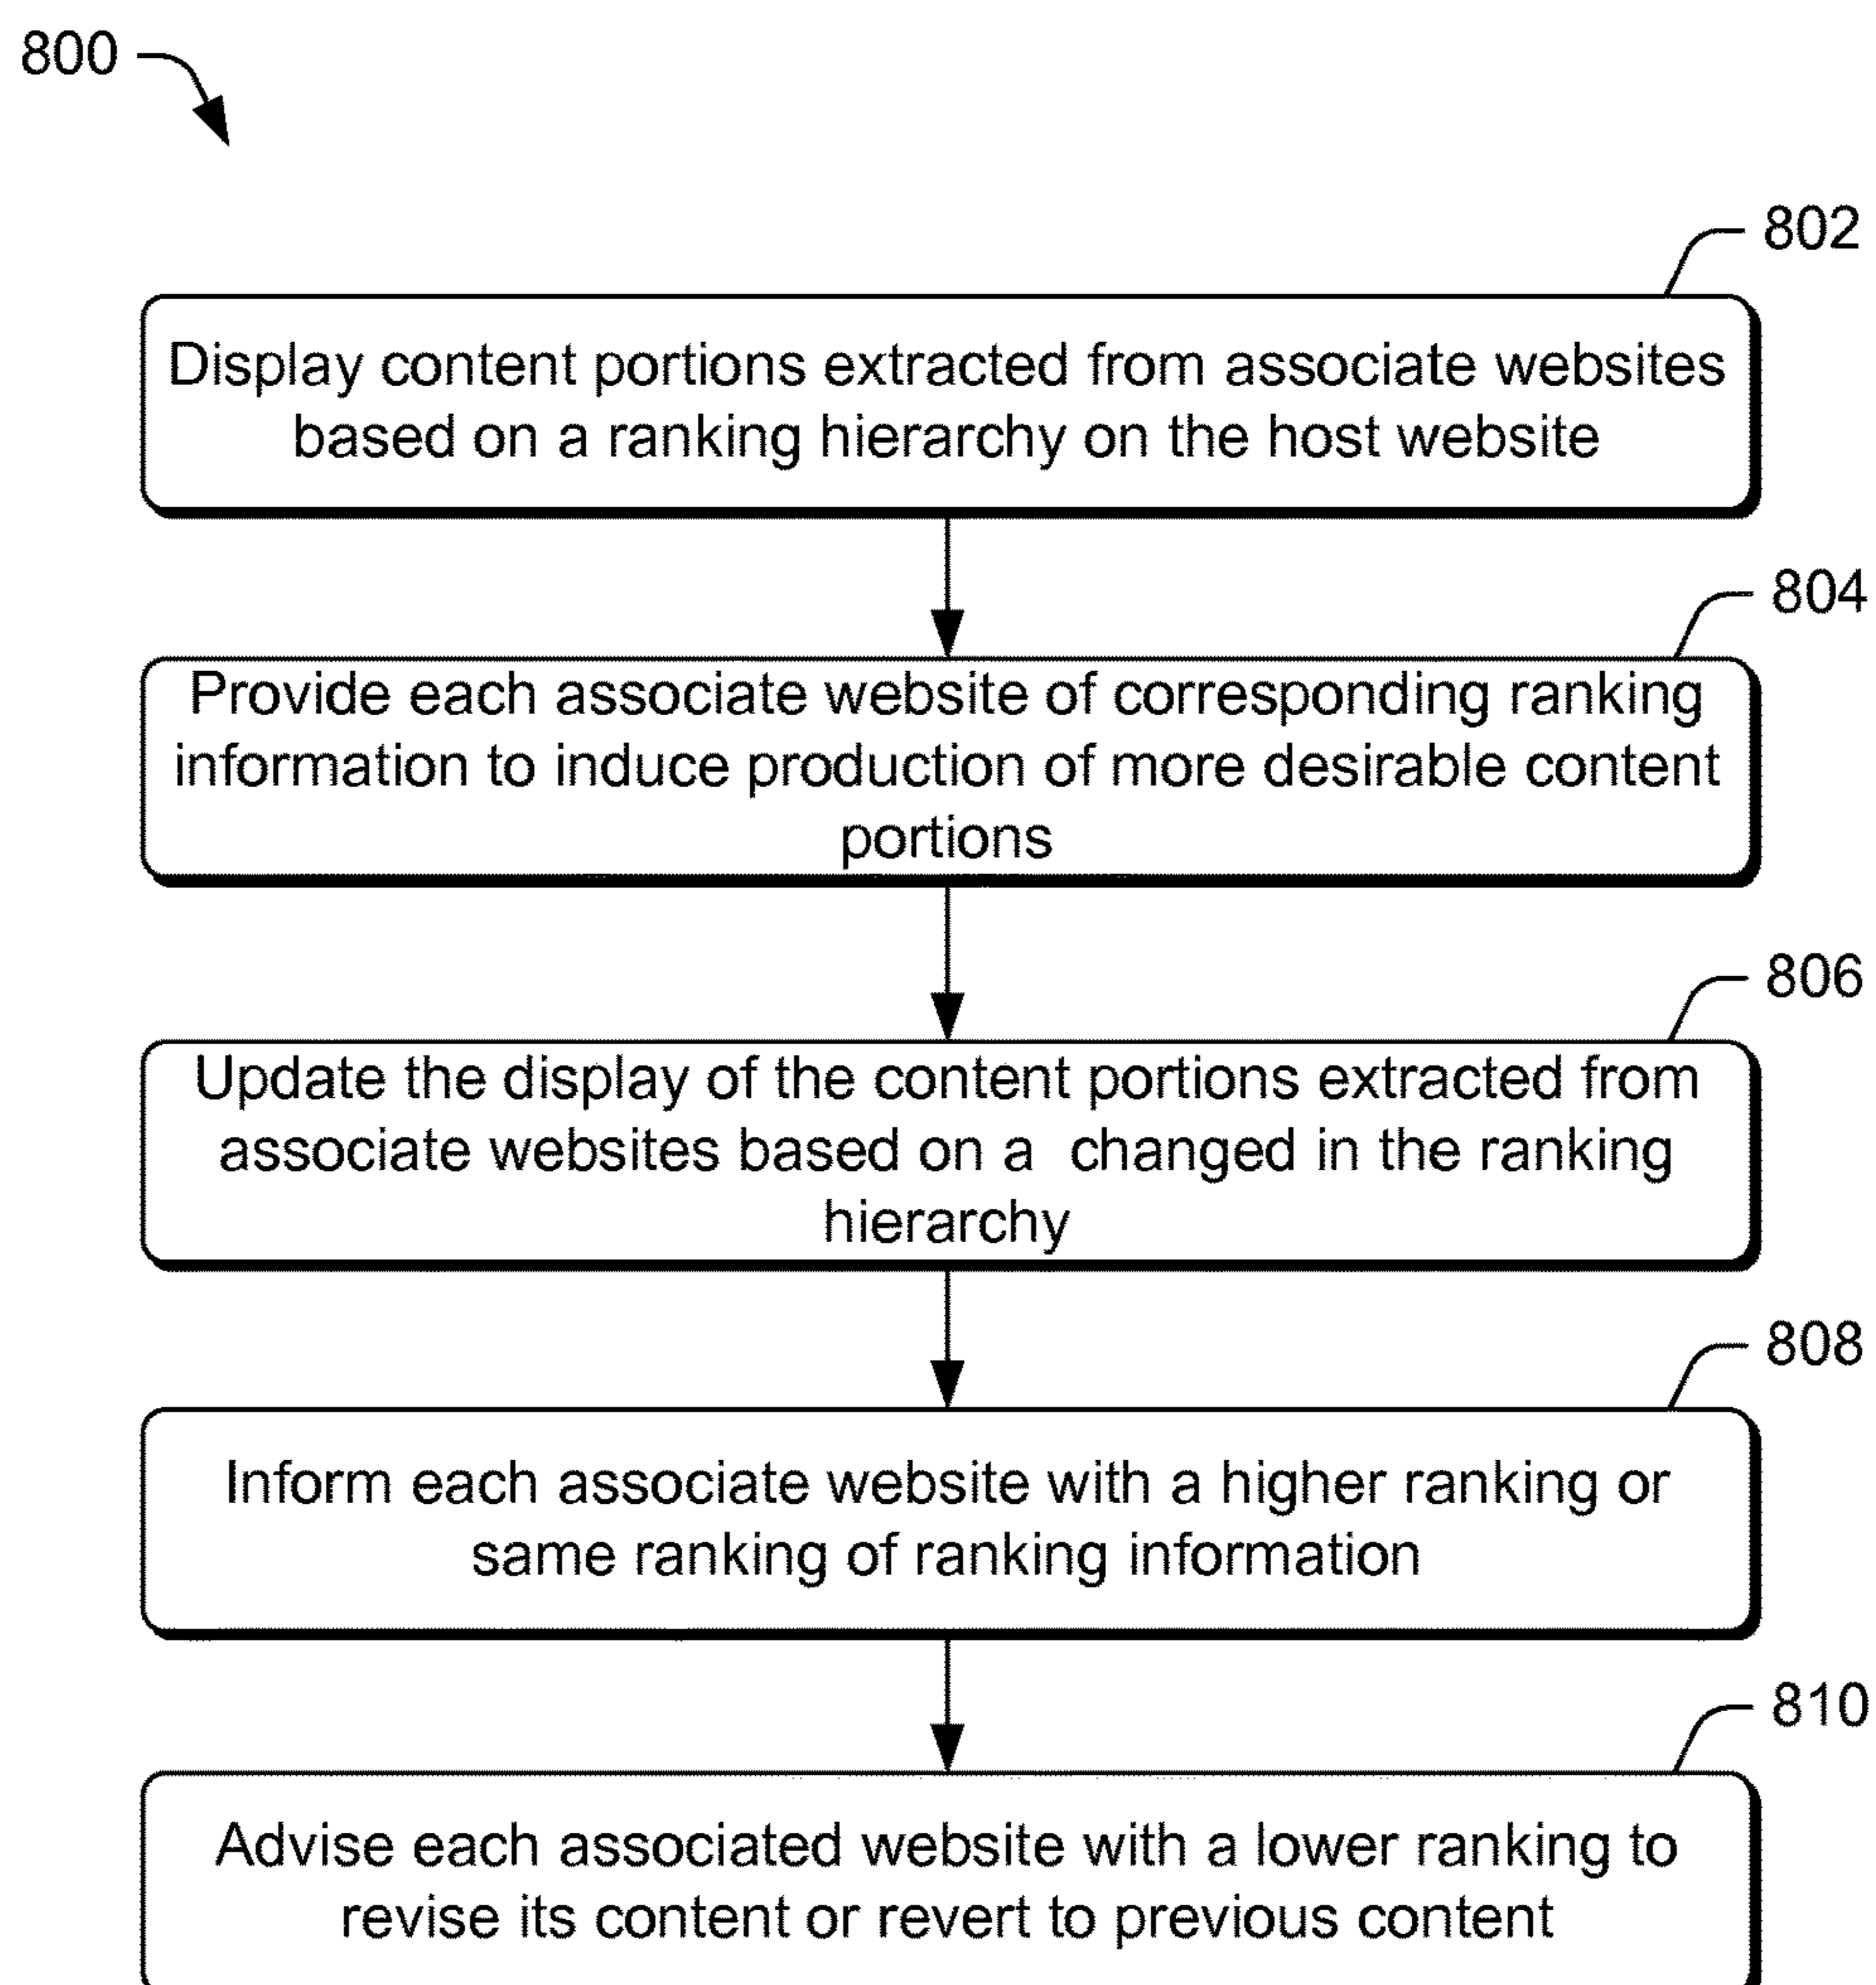 800
802
Display content portions extracted from associate websites
based on a ranking hierarchy on the host website
804
Provide each associate website of corresponding ranking
information to induce production of more desirable content
portions
806
Update the display of the content portions extracted from
associate websites based on a  changed in the ranking
hierarchy
808
Inform each associate website with a higher ranking or
same ranking of ranking information
810
Advise each associated website with a lower ranking to
revise its content or revert to previous content